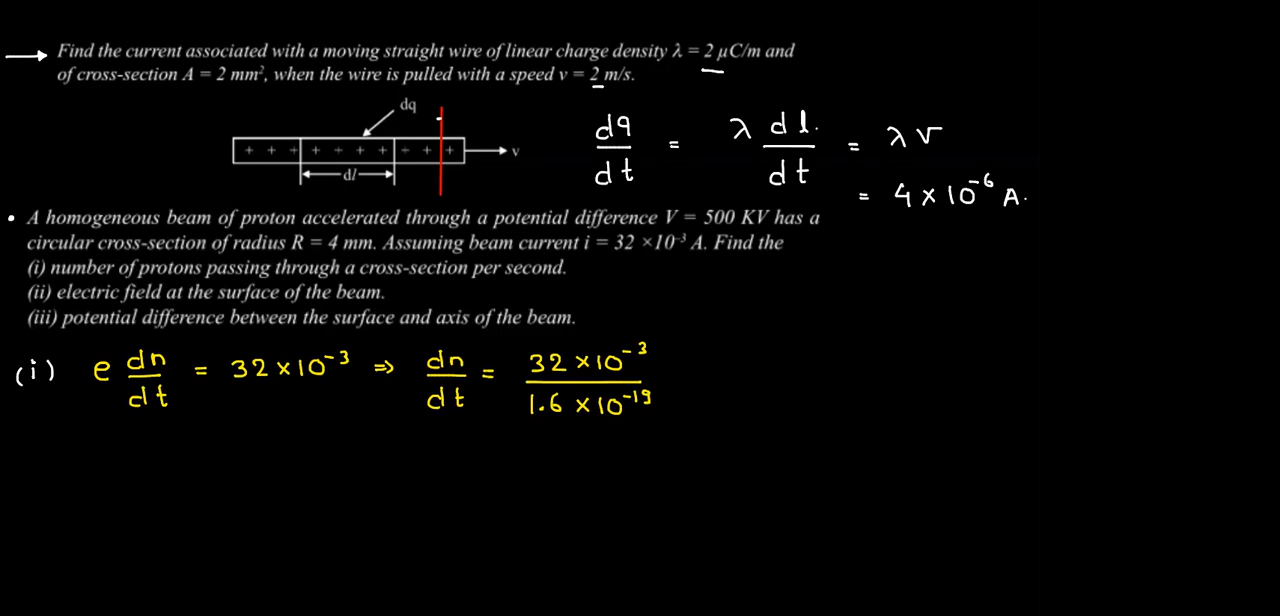 Find the current associated with a moving straight wire of linear charge density λ = 2 μC/m and
of cross-section A = 2 mm², when the wire is pulled with a speed v = 2 m/s.
dq
+ + + + + + + + + +
v
dl
dq/dt = λ dl./dt = λv
= 4 × 10⁻⁶ A.
• A homogeneous beam of proton accelerated through a potential difference V = 500 KV has a
circular cross-section of radius R = 4 mm. Assuming beam current i = 32 ×10⁻³ A. Find the
(i) number of protons passing through a cross-section per second.
(ii) electric field at the surface of the beam.
(iii) potential difference between the surface and axis of the beam.
(i) e dn/dt = 32 × 10⁻³ ⇒ dn/dt = 32 × 10⁻³/1.6 × 10⁻¹⁹